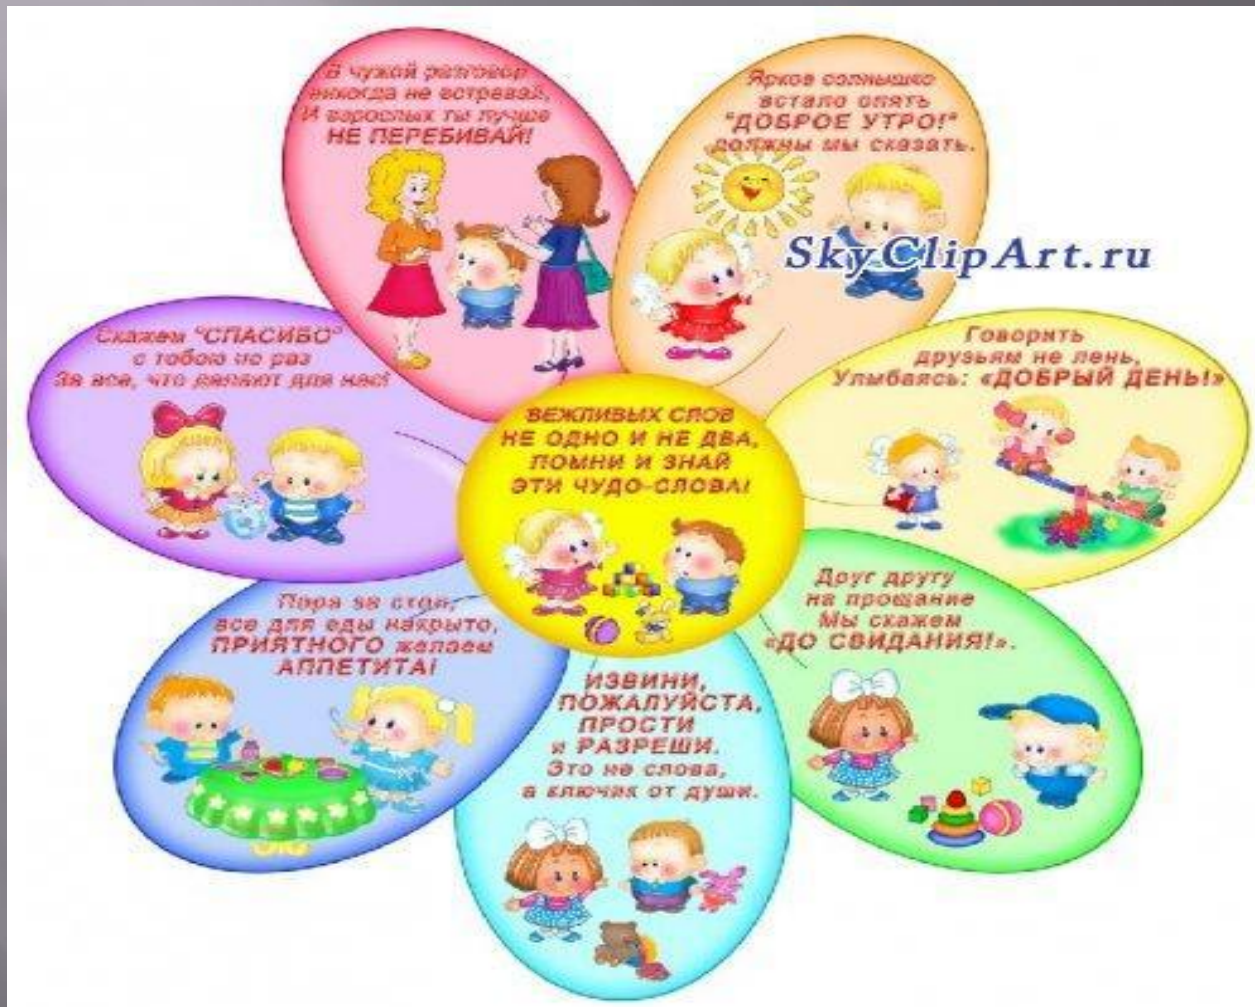 В чужой разговор
никогда не встревай,
И взрослых ты лучше
НЕ ПЕРЕБИВАЙ!
Яркое солнышко
встало опять
"ДОБРОЕ УТРО!"
должны мы сказать.
SkyClipArt.ru
Говорить
друзьям не лень,
Улыбаясь: «ДОБРЫЙ ДЕНЬ!»
Друг другу
на прощание
Мы скажем
«ДО СВИДАНИЯ!».
ИЗВИНИ,
ПОЖАЛУЙСТА,
ПРОСТИ
и РАЗРЕШИ.
Это не слова,
а ключик от души.
Пора за стол,
все для еды накрыто,
ПРИЯТНОГО желаем
АППЕТИТА!
Скажем "СПАСИБО"
с тобою не раз
За все, что делают для нас!
ВЕЖЛИВЫХ СЛОВ
НЕ ОДНО И НЕ ДВА,
ПОМНИ И ЗНАЙ
ЭТИ ЧУДО-СЛОВА!